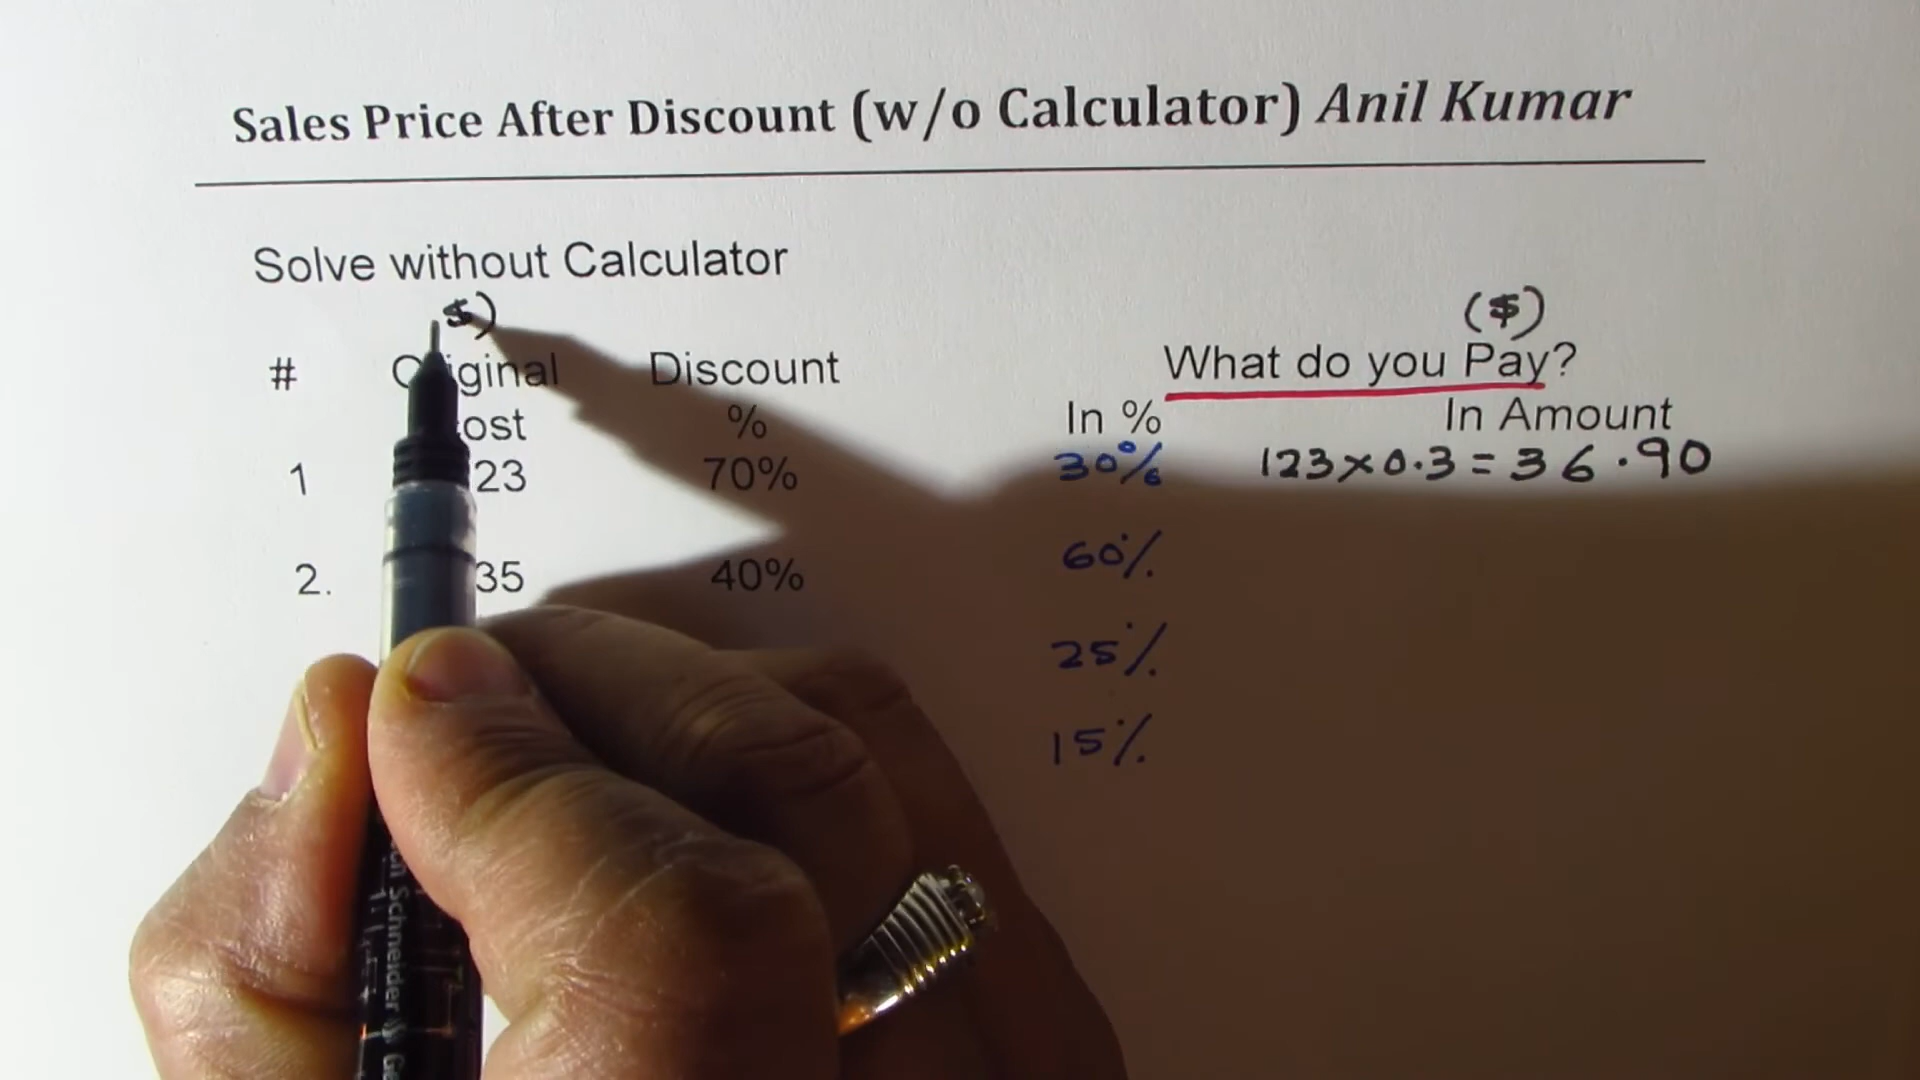 Sales Price After Discount (w/o Calculator) Anil Kumar
Solve without Calculator
$) ($)
# Discount What do you Pay?
% In % In Amount
1 23 70% 30% 123 x 0.3 = 36.90
2. 35 40% 60%
25%
15%
Schneider